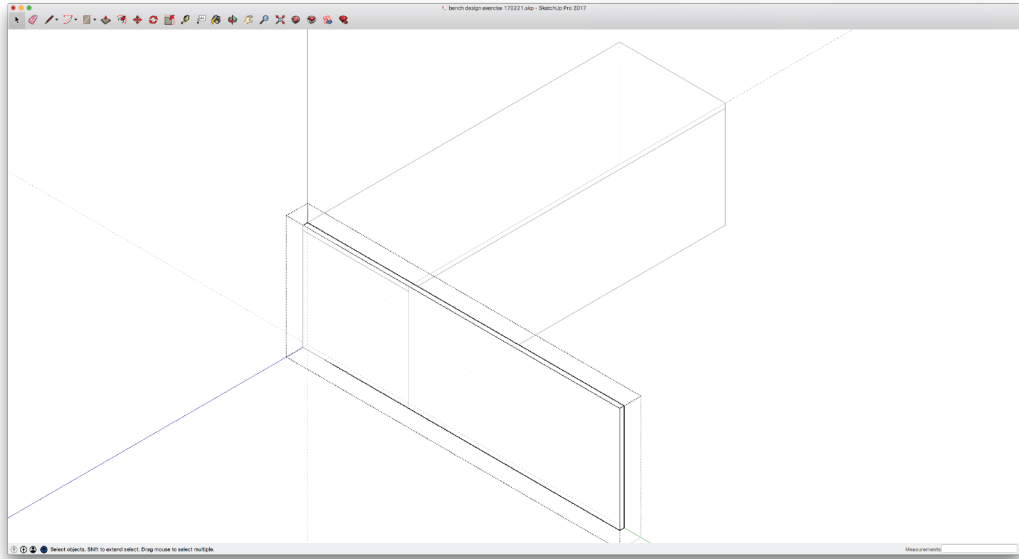 bench design exercise 170221.skp - SketchUp Pro 2017
Select objects. Shift to extend select. Drag mouse to select multiple.
Measurements